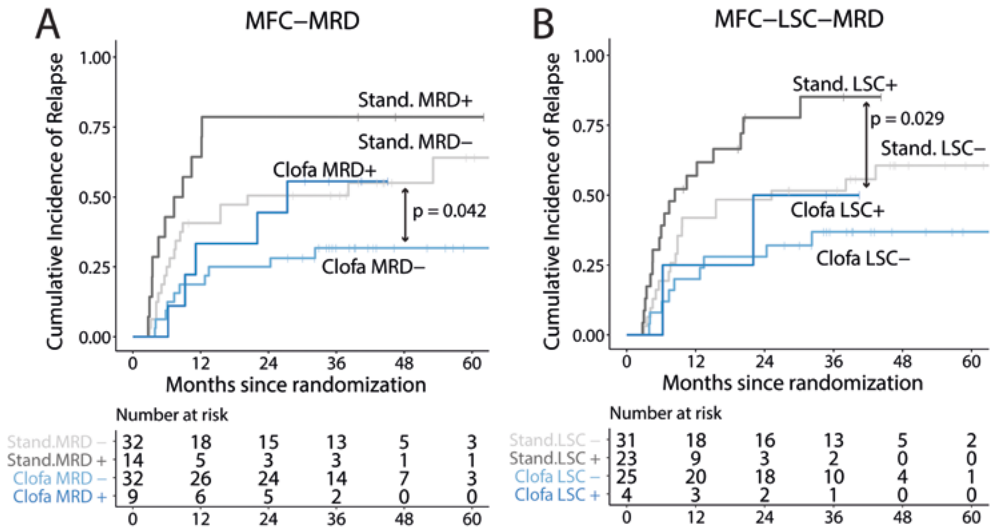 A
MFC−MRD
Cumulative Incidence of Relapse
1.00
0.75
0.50
0.25
0.00
Stand. MRD+
Stand. MRD−
Clofa MRD+
p = 0.042
Clofa MRD−
0 12 24 36 48 60
Months since randomization
Number at risk
Stand.MRD − 32 18 15 13 5 3
Stand.MRD + 14 5 3 3 1 1
Clofa MRD − 32 26 24 14 7 3
Clofa MRD + 9 6 5 2 0 0
0 12 24 36 48 60
B
MFC−LSC−MRD
Cumulative Incidence of Relapse
1.00
0.75
0.50
0.25
0.00
Stand. LSC+
p = 0.029
Stand. LSC−
Clofa LSC+
Clofa LSC−
0 12 24 36 48 60
Months since randomization
Number at risk
Stand.LSC − 31 18 16 13 5 2
Stand.LSC + 23 9 3 2 0 0
Clofa LSC − 25 20 18 10 4 1
Clofa LSC + 4 3 2 1 0 0
0 12 24 36 48 60